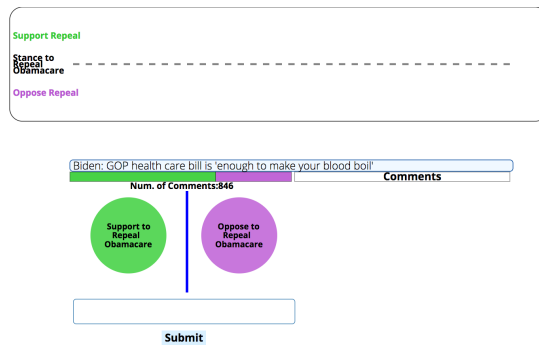 Support Repeal
Stance to
Repeal
Obamacare
Oppose Repeal
Biden: GOP health care bill is 'enough to make your blood boil'
Comments
Num. of Comments:846
Support to
Repeal
Obamacare
Oppose to
Repeal
Obamacare
Submit